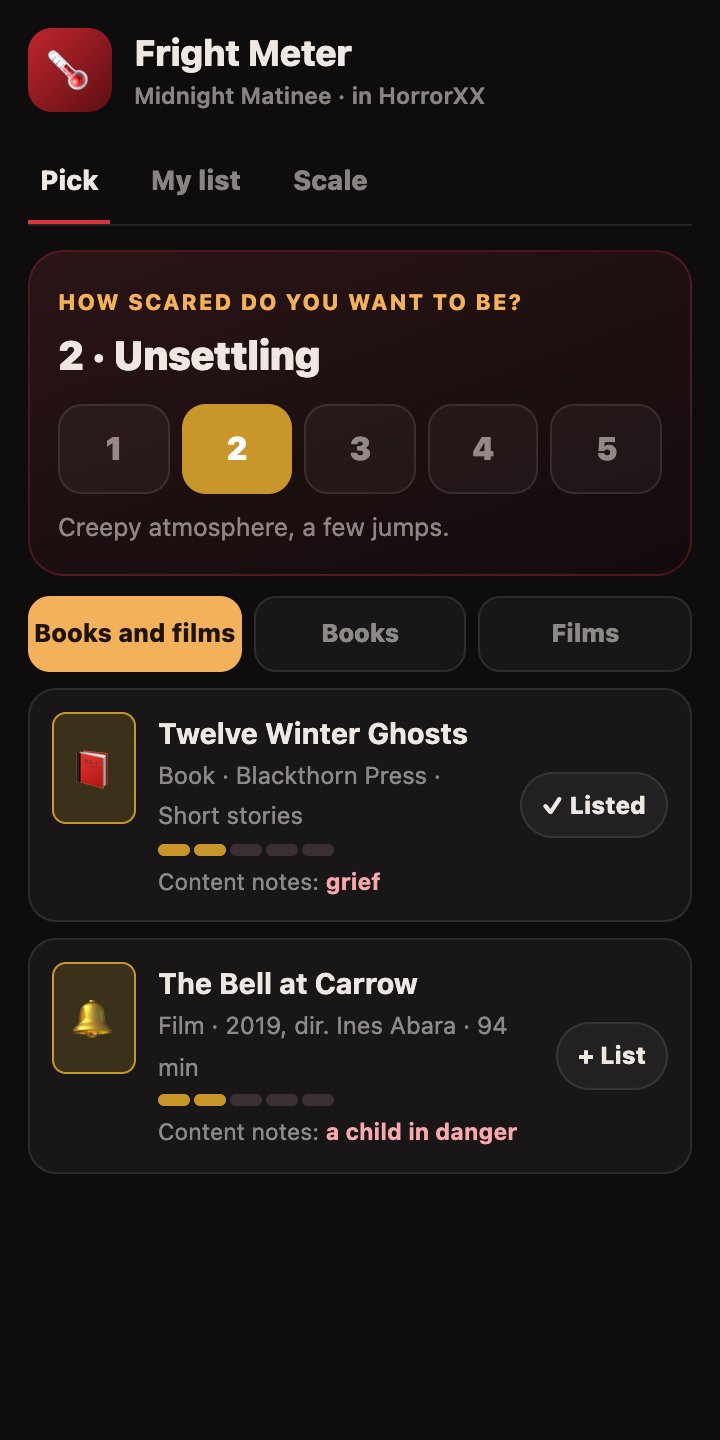 Fright Meter
Midnight Matinee · in HorrorXX
Pick
My list
Scale
HOW SCARED DO YOU WANT TO BE?
2 · Unsettling
1
2
3
4
5
Creepy atmosphere, a few jumps.
Books and films
Books
Films
Twelve Winter Ghosts
Book · Blackthorn Press ·
Short stories
✓ Listed
Content notes: grief
The Bell at Carrow
Film · 2019, dir. Ines Abara · 94
min
+ List
Content notes: a child in danger